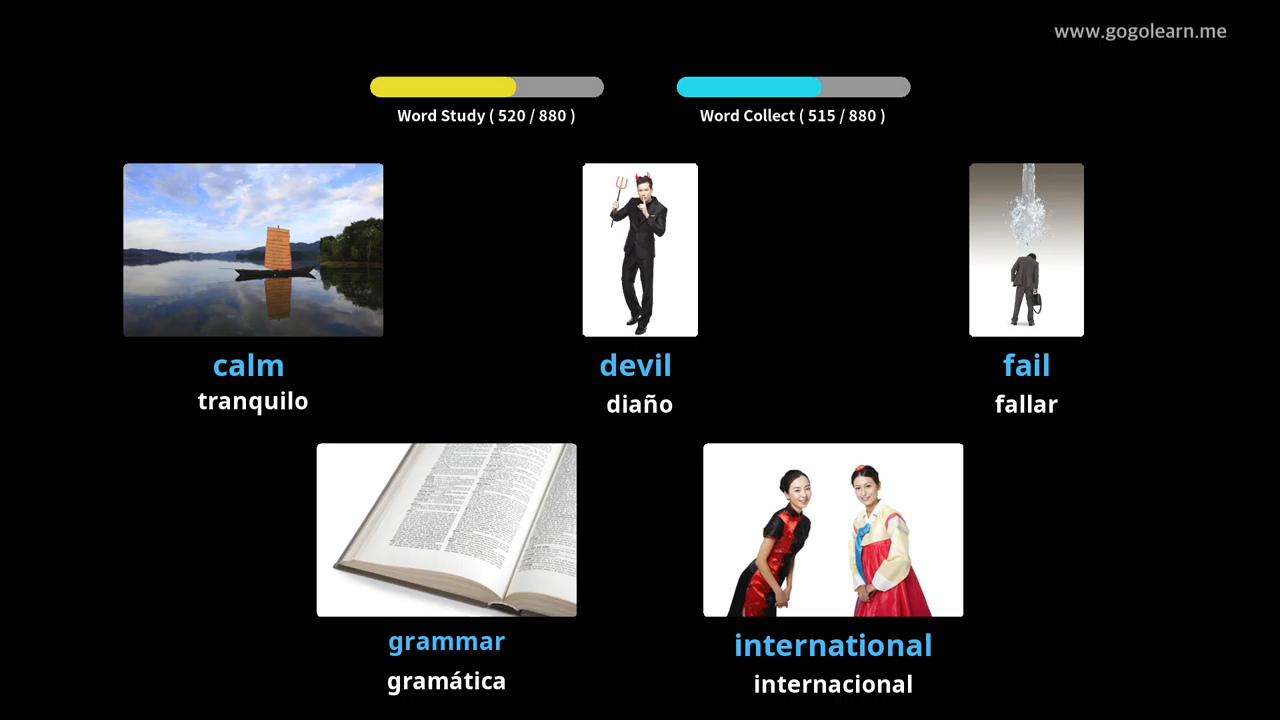 www.gogolearn.me
Word Study ( 520 / 880 )
Word Collect ( 515 / 880 )
calm
tranquilo
devil
diaño
fail
fallar
grammar
gramática
international
internacional